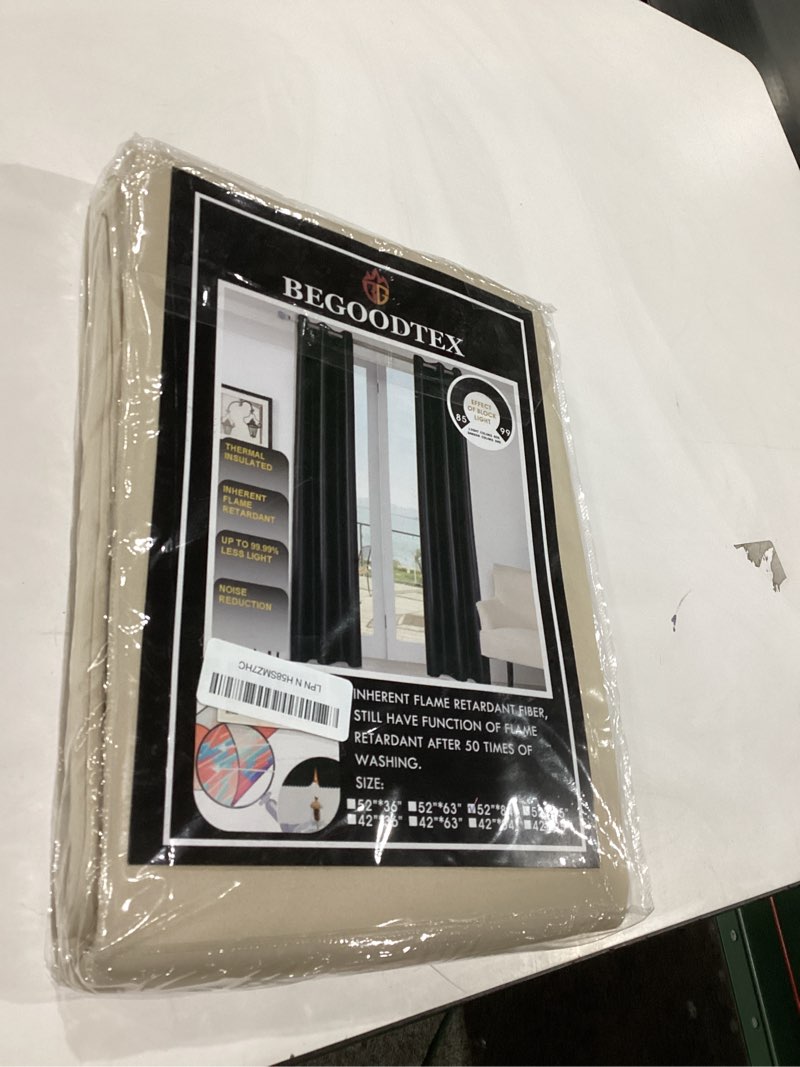 BEGOODTEX
EFFECT
OF BLOCK
LIGHT
85 99
THERMAL
INSULATED
INHERENT
FLAME
RETARDANT
UP TO 99.99%
LESS LIGHT
NOISE
REDUCTION
LPN N H58SMZ7HC
INHERENT FLAME RETARDANT FIBER,
STILL HAVE FUNCTION OF FLAME
RETARDANT AFTER 50 TIMES OF
WASHING.
SIZE:
52"*36" 52"*63"
42"*63"